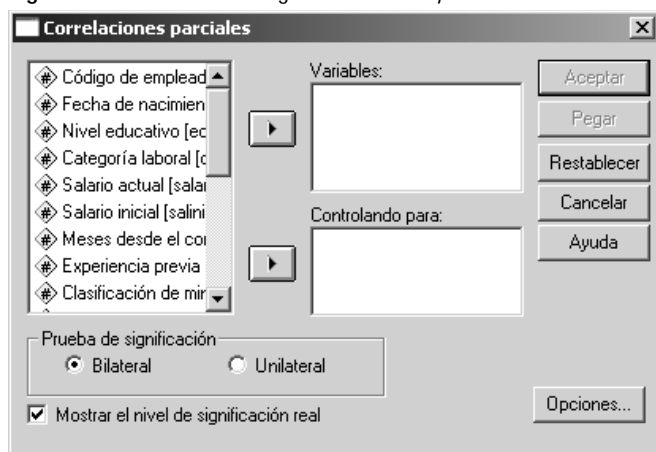 Correlaciones parciales
Código de emplead
Fecha de nacimien
Nivel educativo [ec
Categoría laboral [c
Salario actual [salar
Salario inicial [salini
Meses desde el cor
Experiencia previa
Clasificación de mir
Variables:
Controlando para:
Aceptar
Pegar
Restablecer
Cancelar
Ayuda
Prueba de significación
Bilateral
Unilateral
Mostrar el nivel de significación real
Opciones...